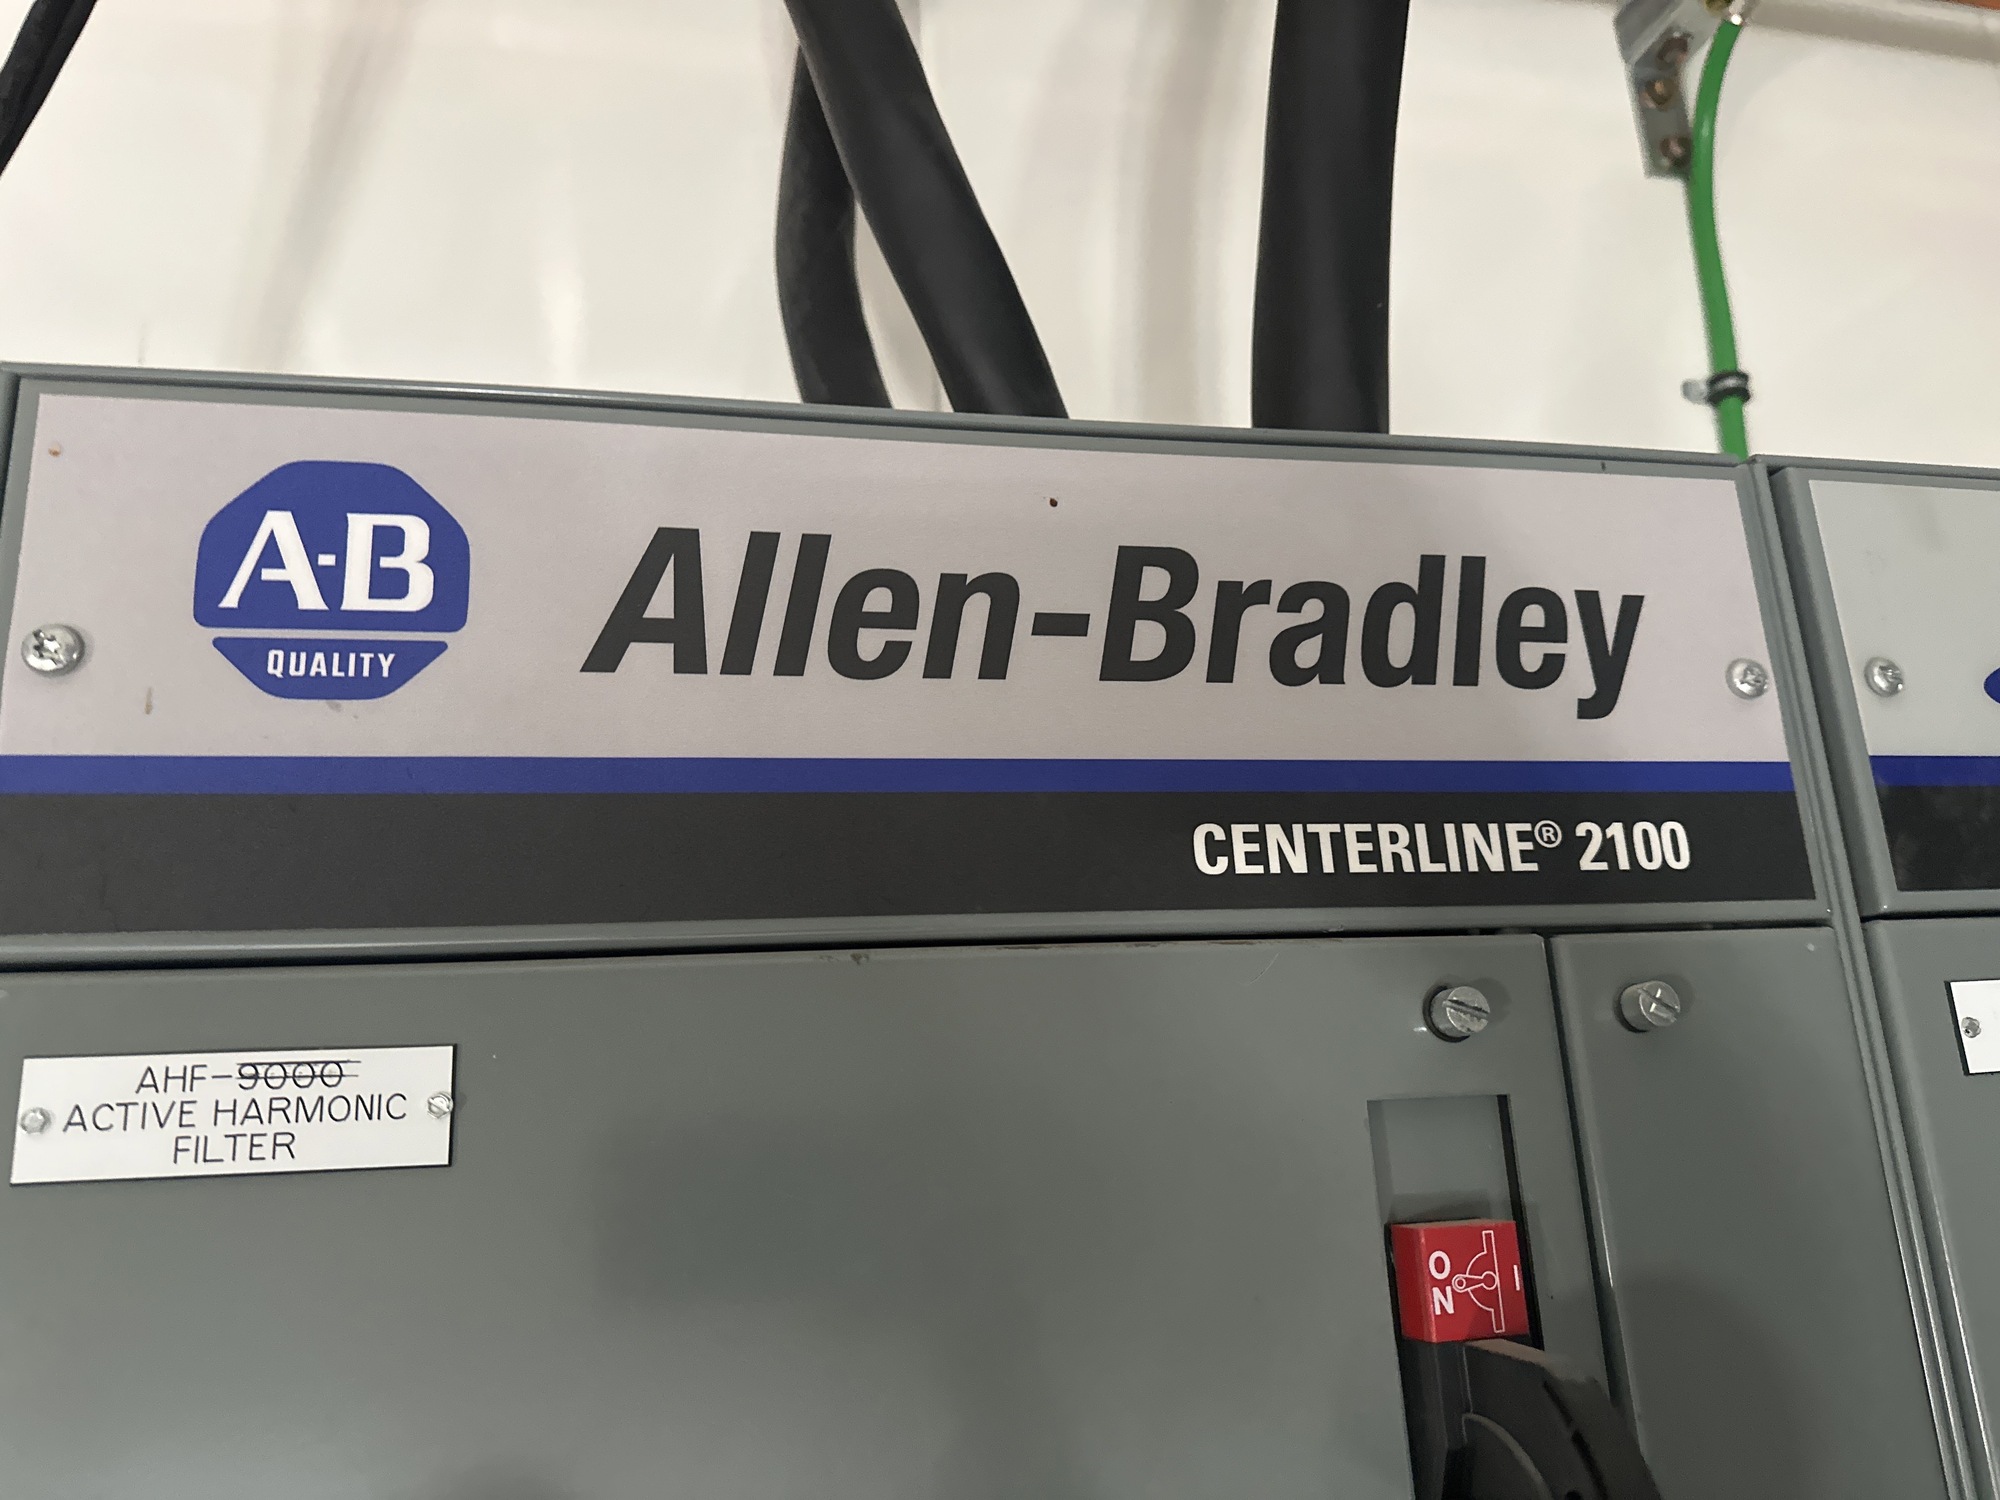 A-B
QUALITY
Allen-Bradley
CENTERLINE® 2100
AHF-9000
ACTIVE HARMONIC
FILTER
ON
I